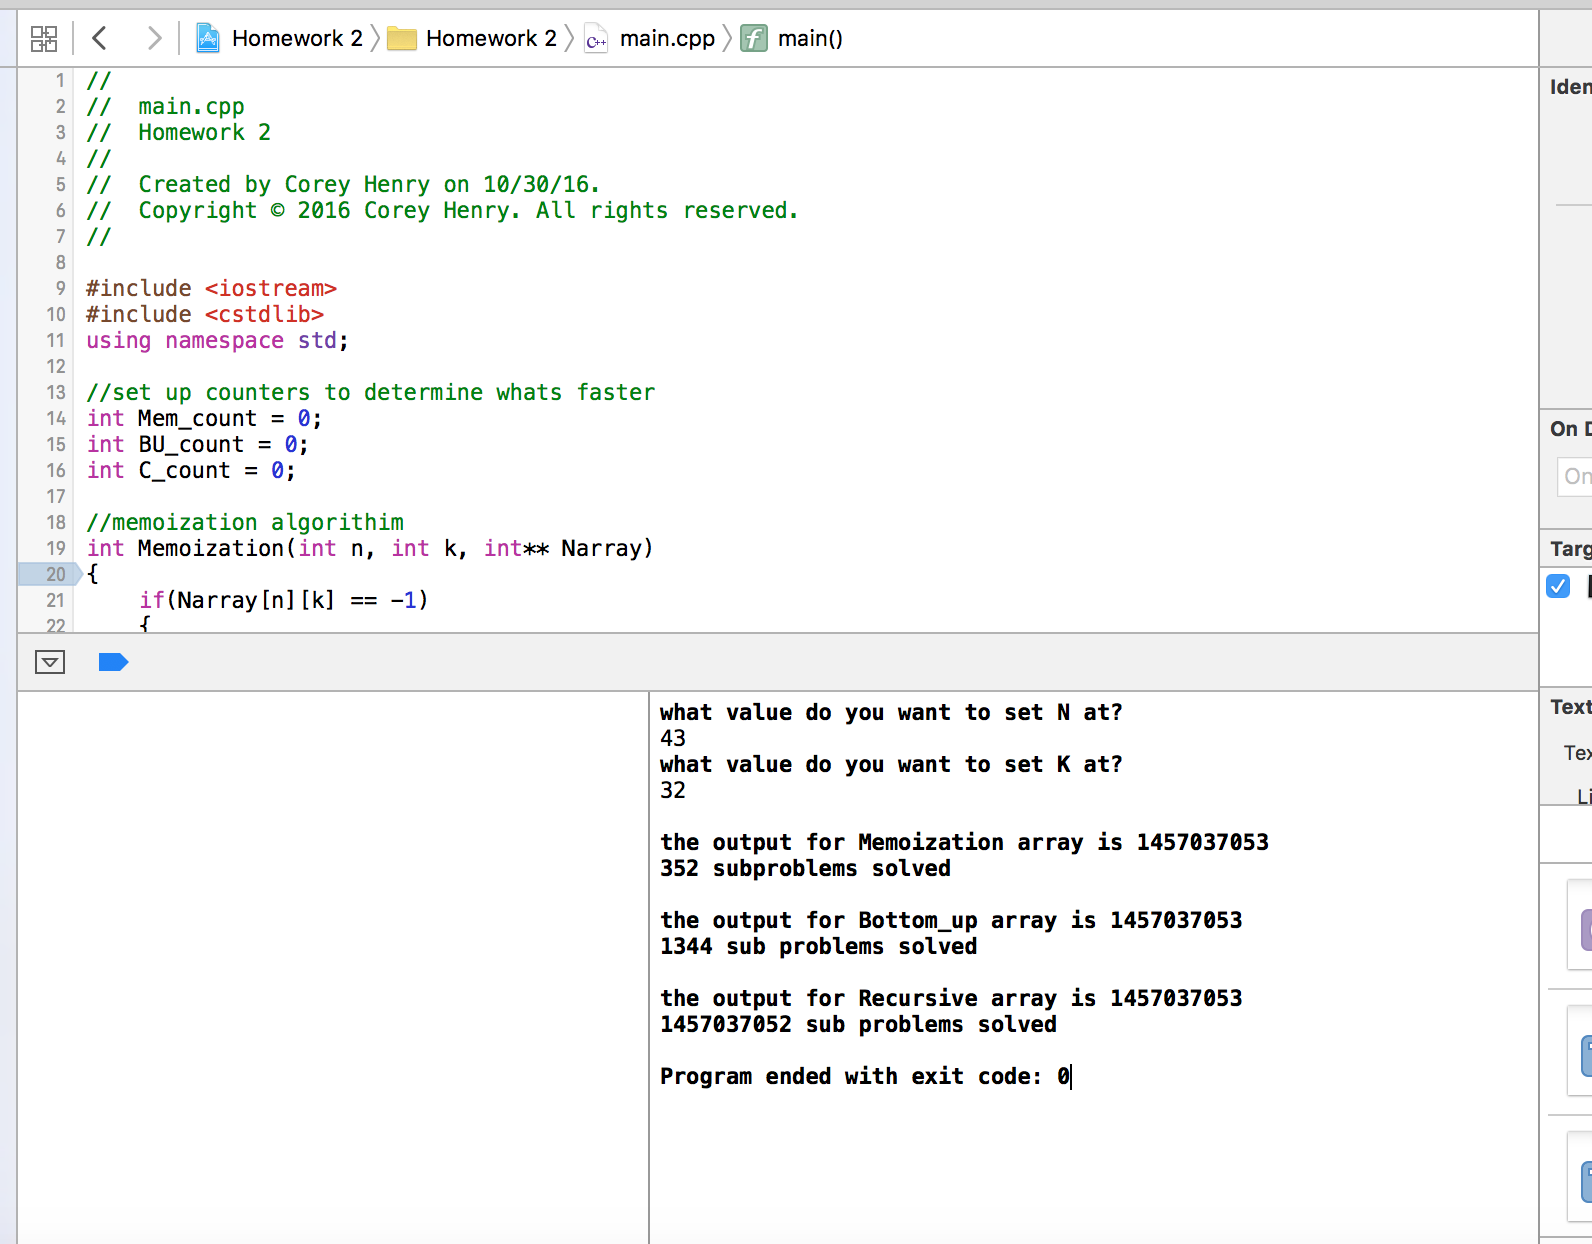 Homework 2 Homework 2 C++ main.cpp f main()
1 //
2 //  main.cpp
3 //  Homework 2
4 //
5 //  Created by Corey Henry on 10/30/16.
6 //  Copyright © 2016 Corey Henry. All rights reserved.
7 //
8
9 #include <iostream>
10 #include <cstdlib>
11 using namespace std;
12
13 //set up counters to determine whats faster
14 int Mem_count = 0;
15 int BU_count = 0;
16 int C_count = 0;
17
18 //memoization algorithim
19 int Memoization(int n, int k, int** Narray)
20 {
21     if(Narray[n][k] == -1)
22     {
what value do you want to set N at?
43
what value do you want to set K at?
32
the output for Memoization array is 1457037053
352 subproblems solved
the output for Bottom_up array is 1457037053
1344 sub problems solved
the output for Recursive array is 1457037053
1457037052 sub problems solved
Program ended with exit code: 0
Iden
On D
On
Targ
Text
Tex
Li